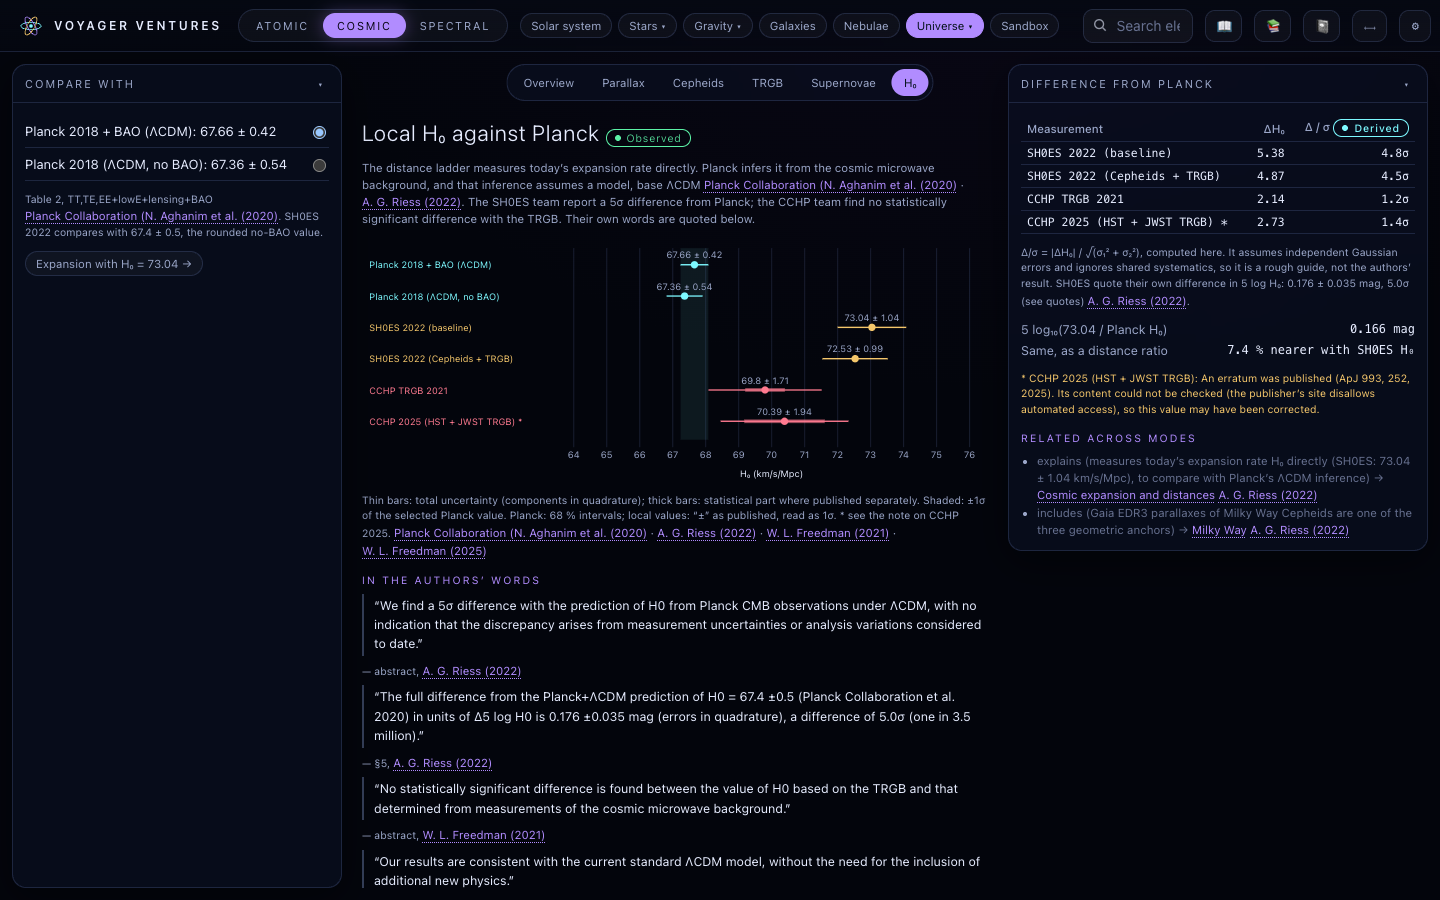 VOYAGER VENTURES
ATOMIC COSMIC SPECTRAL
Solar system Stars ▾ Gravity ▾ Galaxies Nebulae Universe ▾ Sandbox
Search ele
COMPARE WITH
Planck 2018 + BAO (ΛCDM): 67.66 ± 0.42
Planck 2018 (ΛCDM, no BAO): 67.36 ± 0.54
Table 2, TT,TE,EE+lowE+lensing+BAO
Planck Collaboration (N. Aghanim et al. (2020). SH0ES
2022 compares with 67.4 ± 0.5, the rounded no-BAO value.
Expansion with H₀ = 73.04 →
Overview Parallax Cepheids TRGB Supernovae H₀
Local H₀ against Planck ● Observed
The distance ladder measures today's expansion rate directly. Planck infers it from the cosmic microwave
background, and that inference assumes a model, base ΛCDM Planck Collaboration (N. Aghanim et al. (2020) ·
A. G. Riess (2022). The SH0ES team report a 5σ difference from Planck; the CCHP team find no statistically
significant difference with the TRGB. Their own words are quoted below.
Planck 2018 + BAO (ΛCDM) 67.66 ± 0.42
Planck 2018 (ΛCDM, no BAO) 67.36 ± 0.54
SH0ES 2022 (baseline) 73.04 ± 1.04
SH0ES 2022 (Cepheids + TRGB) 72.53 ± 0.99
CCHP TRGB 2021 69.8 ± 1.71
CCHP 2025 (HST + JWST TRGB) * 70.39 ± 1.94
64 65 66 67 68 69 70 71 72 73 74 75 76
H₀ (km/s/Mpc)
Thin bars: total uncertainty (components in quadrature); thick bars: statistical part where published separately. Shaded: ±1σ
of the selected Planck value. Planck: 68 % intervals; local values: “±” as published, read as 1σ. * see the note on CCHP
2025. Planck Collaboration (N. Aghanim et al. (2020) · A. G. Riess (2022) · W. L. Freedman (2021) ·
W. L. Freedman (2025)
IN THE AUTHORS’ WORDS
“We find a 5σ difference with the prediction of H0 from Planck CMB observations under ΛCDM, with no
indication that the discrepancy arises from measurement uncertainties or analysis variations considered
to date.”
— abstract, A. G. Riess (2022)
“The full difference from the Planck+ΛCDM prediction of H0 = 67.4 ±0.5 (Planck Collaboration et al.
2020) in units of Δ5 log H0 is 0.176 ±0.035 mag (errors in quadrature), a difference of 5.0σ (one in 3.5
million).”
— §5, A. G. Riess (2022)
“No statistically significant difference is found between the value of H0 based on the TRGB and that
determined from measurements of the cosmic microwave background.”
— abstract, W. L. Freedman (2021)
“Our results are consistent with the current standard ΛCDM model, without the need for the inclusion of
additional new physics.”
DIFFERENCE FROM PLANCK
Measurement ΔH₀ Δ / σ ● Derived
SH0ES 2022 (baseline) 5.38 4.8σ
SH0ES 2022 (Cepheids + TRGB) 4.87 4.5σ
CCHP TRGB 2021 2.14 1.2σ
CCHP 2025 (HST + JWST TRGB) * 2.73 1.4σ
Δ/σ = |ΔH₀| / √(σ₁² + σ₂²), computed here. It assumes independent Gaussian
errors and ignores shared systematics, so it is a rough guide, not the authors’
result. SH0ES quote their own difference in 5 log H₀: 0.176 ± 0.035 mag, 5.0σ
(see quotes) A. G. Riess (2022).
5 log₁₀(73.04 / Planck H₀) 0.166 mag
Same, as a distance ratio 7.4 % nearer with SH0ES H₀
* CCHP 2025 (HST + JWST TRGB): An erratum was published (ApJ 993, 252,
2025). Its content could not be checked (the publisher’s site disallows
automated access), so this value may have been corrected.
RELATED ACROSS MODES
• explains (measures today’s expansion rate H₀ directly (SH0ES: 73.04
± 1.04 km/s/Mpc), to compare with Planck’s ΛCDM inference) →
Cosmic expansion and distances A. G. Riess (2022)
• includes (Gaia EDR3 parallaxes of Milky Way Cepheids are one of the
three geometric anchors) → Milky Way A. G. Riess (2022)